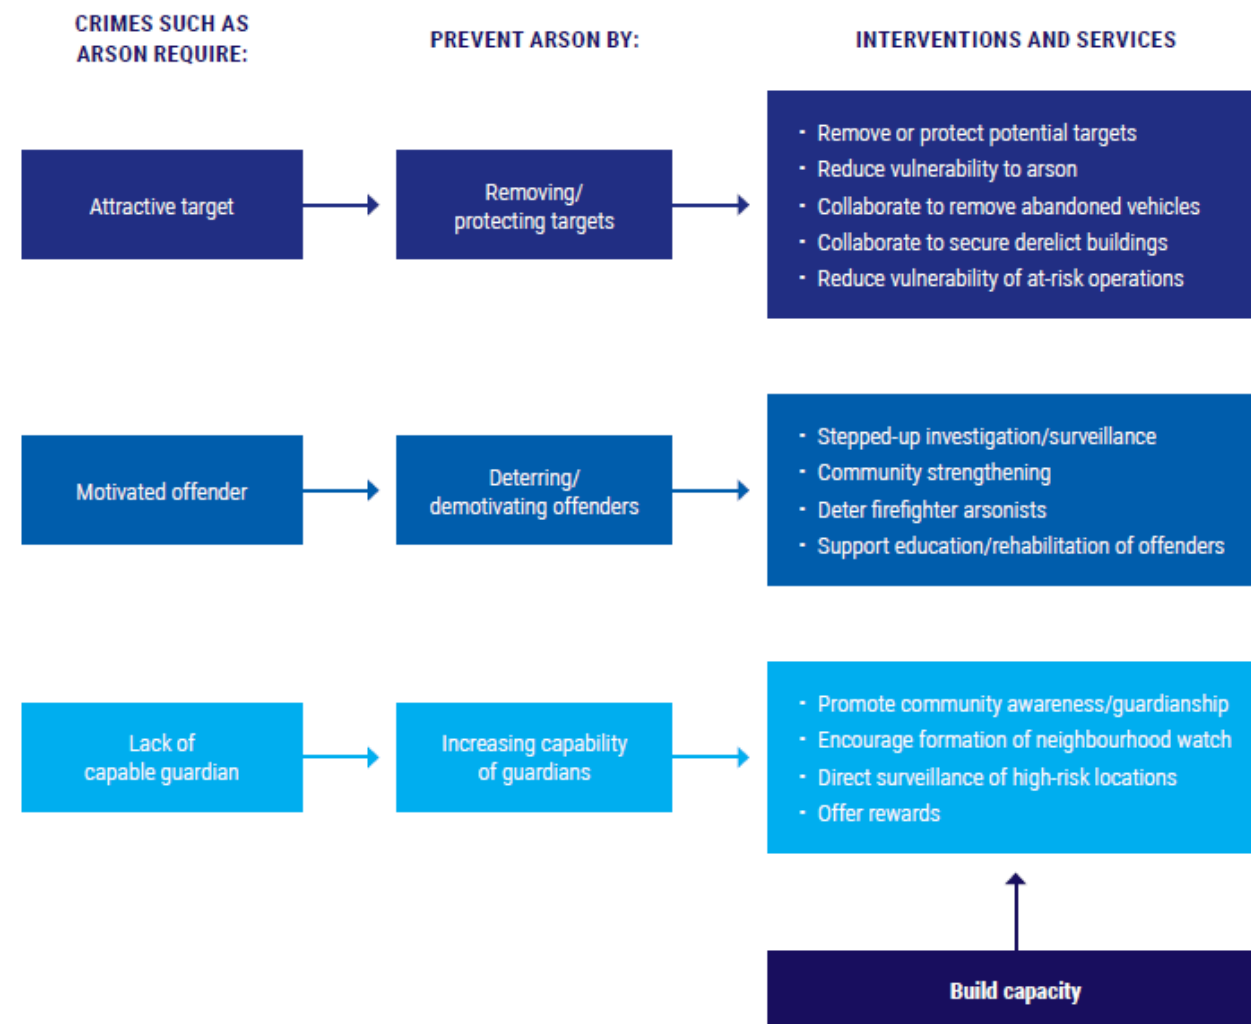 CRIMES SUCH AS
ARSON REQUIRE:
PREVENT ARSON BY:
INTERVENTIONS AND SERVICES
Attractive target
Removing/
protecting targets
- Remove or protect potential targets
- Reduce vulnerability to arson
- Collaborate to remove abandoned vehicles
- Collaborate to secure derelict buildings
- Reduce vulnerability of at-risk operations
Motivated offender
Deterring/
demotivating offenders
- Stepped-up investigation/surveillance
- Community strengthening
- Deter firefighter arsonists
- Support education/rehabilitation of offenders
Lack of
capable guardian
Increasing capability
of guardians
- Promote community awareness/guardianship
- Encourage formation of neighbourhood watch
- Direct surveillance of high-risk locations
- Offer rewards
Build capacity